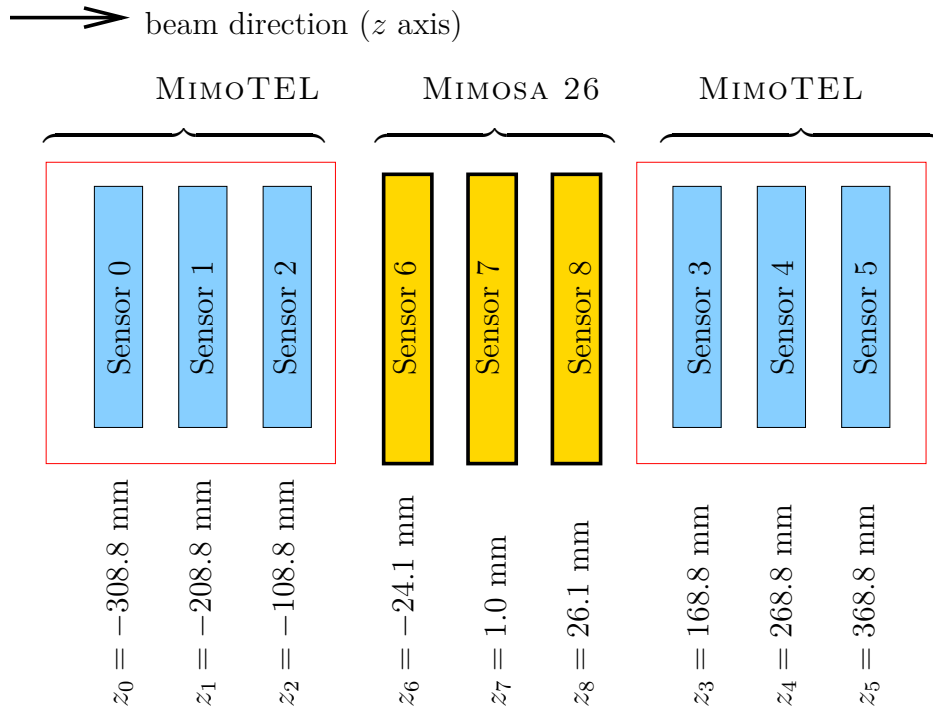 beam direction (z axis)
MIMOTEL
MIMOSA 26
MIMOTEL
Sensor 0
Sensor 1
Sensor 2
Sensor 6
Sensor 7
Sensor 8
Sensor 3
Sensor 4
Sensor 5
z₀ = −308.8 mm
z₁ = −208.8 mm
z₂ = −108.8 mm
z₆ = −24.1 mm
z₇ = 1.0 mm
z₈ = 26.1 mm
z₃ = 168.8 mm
z₄ = 268.8 mm
z₅ = 368.8 mm